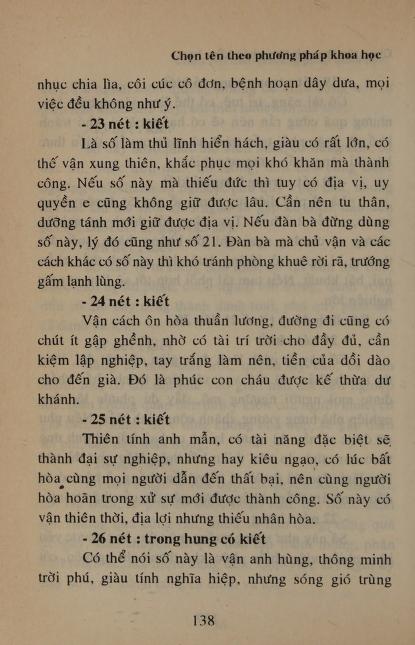 Chọn tên theo phương pháp khoa học
nhục chia lìa, côi cúc cô đơn, bệnh hoạn dây dưa, mọi
việc đều không như ý.
- 23 nét : kiết
Là số làm thủ lĩnh hiển hách, giàu có rất lớn, có
thế vận xung thiên, khắc phục mọi khó khăn mà thành
công. Nếu số này mà thiếu đức thì tuy có địa vị, uy
quyền e cũng không giữ được lâu. Cần nên tu thân,
dưỡng tánh mới giữ được địa vị. Nếu đàn bà đừng dùng
số này, lý đó cũng như số 21. Đàn bà mà chủ vận và các
cách khác có số này thì khó tránh phòng khuê rời rã, trướng
gấm lạnh lùng.
- 24 nét : kiết
Vận cách ôn hòa thuần lương, đường đi cũng có
chút ít gập ghềnh, nhờ có tài trí trời cho đầy đủ, cần
kiệm lập nghiệp, tay trắng làm nên, tiền của dồi dào
cho đến già. Đó là phúc con cháu được kế thừa dư
khánh.
- 25 nét : kiết
Thiên tính anh mẫn, có tài năng đặc biệt sẽ
thành đại sự nghiệp, nhưng hay kiêu ngạo, có lúc bất
hòa cùng mọi người dẫn đến thất bại, nên cùng người
hòa hoãn trong xử sự mới được thành công. Số này có
vận thiên thời, địa lợi nhưng thiếu nhân hòa.
- 26 nét : trong hung có kiết
Có thể nói số này là vận anh hùng, thông minh
trời phú, giàu tính nghĩa hiệp, nhưng sóng gió trùng
138